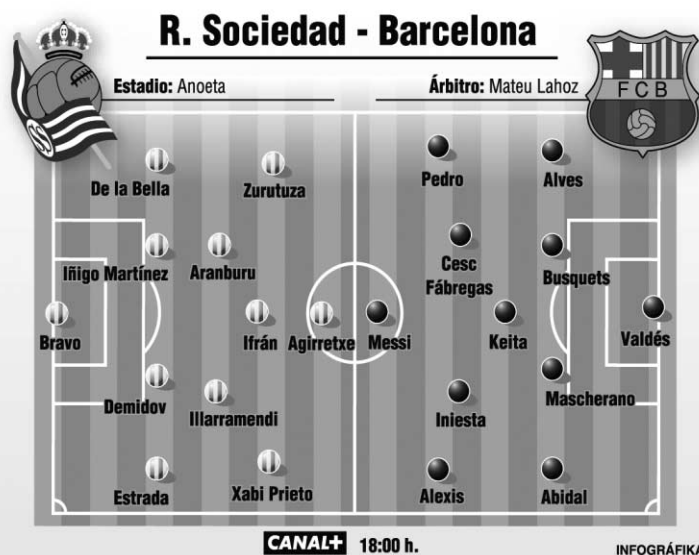 R. Sociedad - Barcelona
Estadio: Anoeta
Árbitro: Mateu Lahoz
F C B
De la Bella
Zurutuza
Pedro
Alves
Iñigo Martínez
Aranburu
Cesc
Fábregas
Busquets
Bravo
Ifrán
Agirretxe
Messi
Keita
Valdés
Demidov
Illarramendi
Iniesta
Mascherano
Estrada
Xabi Prieto
Alexis
Abidal
CANAL+ 18:00 h.
INFOGRÁFIKA